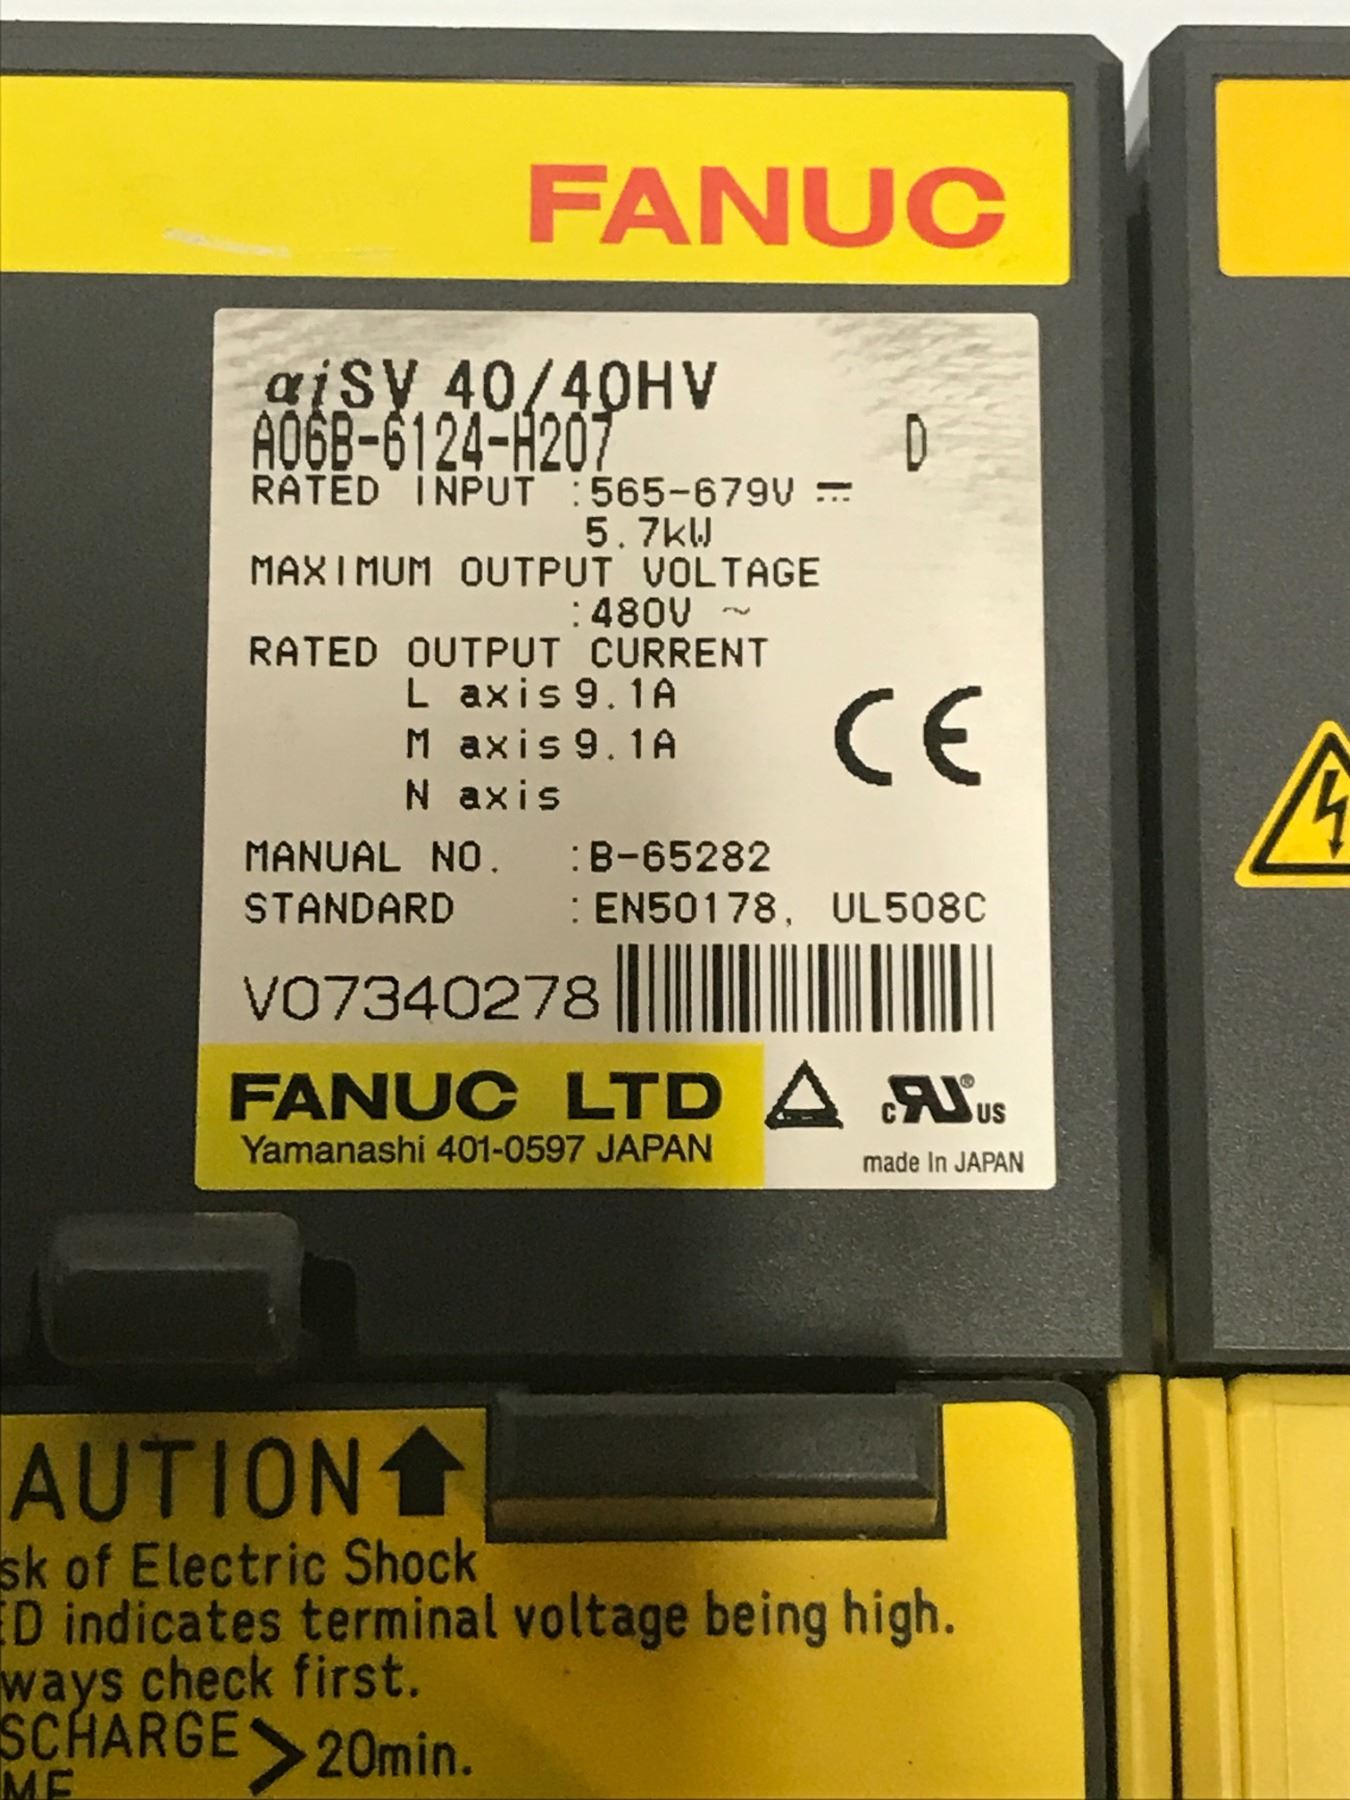 FANUC
αiSV 40/40HV
A06B-6124-H207 D
RATED INPUT :565-679V ⎓
5.7kW
MAXIMUM OUTPUT VOLTAGE
:480V ~
RATED OUTPUT CURRENT
L axis 9.1A
M axis 9.1A
N axis
MANUAL NO. :B-65282
STANDARD :EN50178, UL508C
V07340278
FANUC LTD
Yamanashi 401-0597 JAPAN
CE
c RU ® US
made In JAPAN
AUTION
sk of Electric Shock
ED indicates terminal voltage being high.
ways check first.
SCHARGE > 20min.
ME